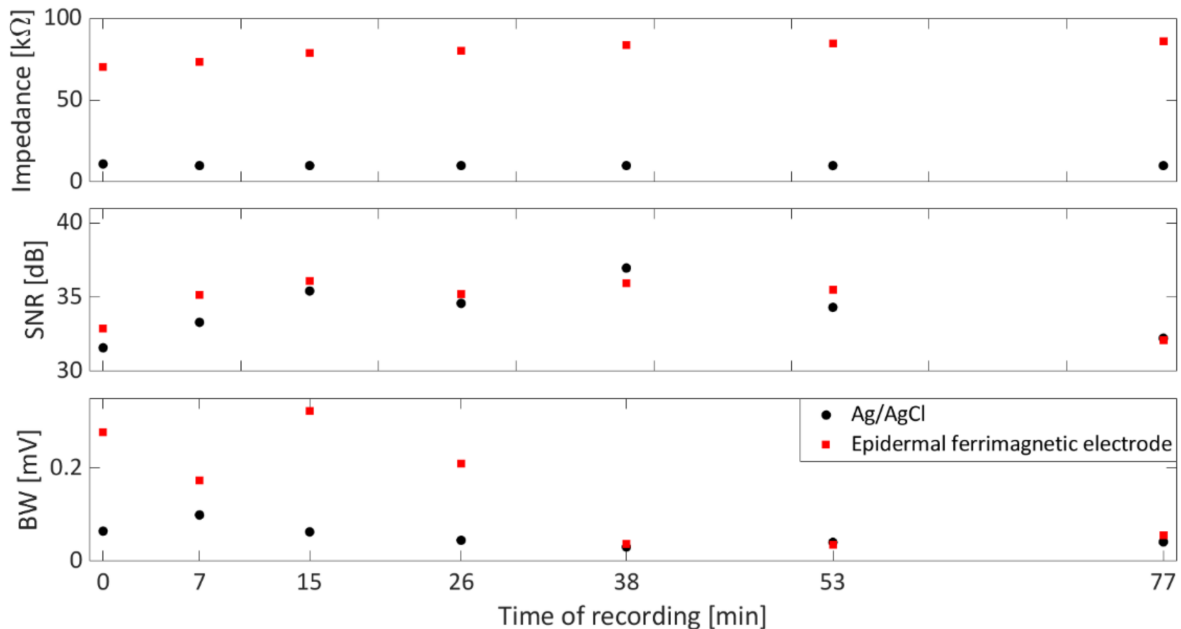 Impedance [kΩ]
100
50
0
SNR [dB]
40
35
30
BW [mV]
0.2
0
Ag/AgCl
Epidermal ferrimagnetic electrode
0 7 15 26 38 53 77
Time of recording [min]